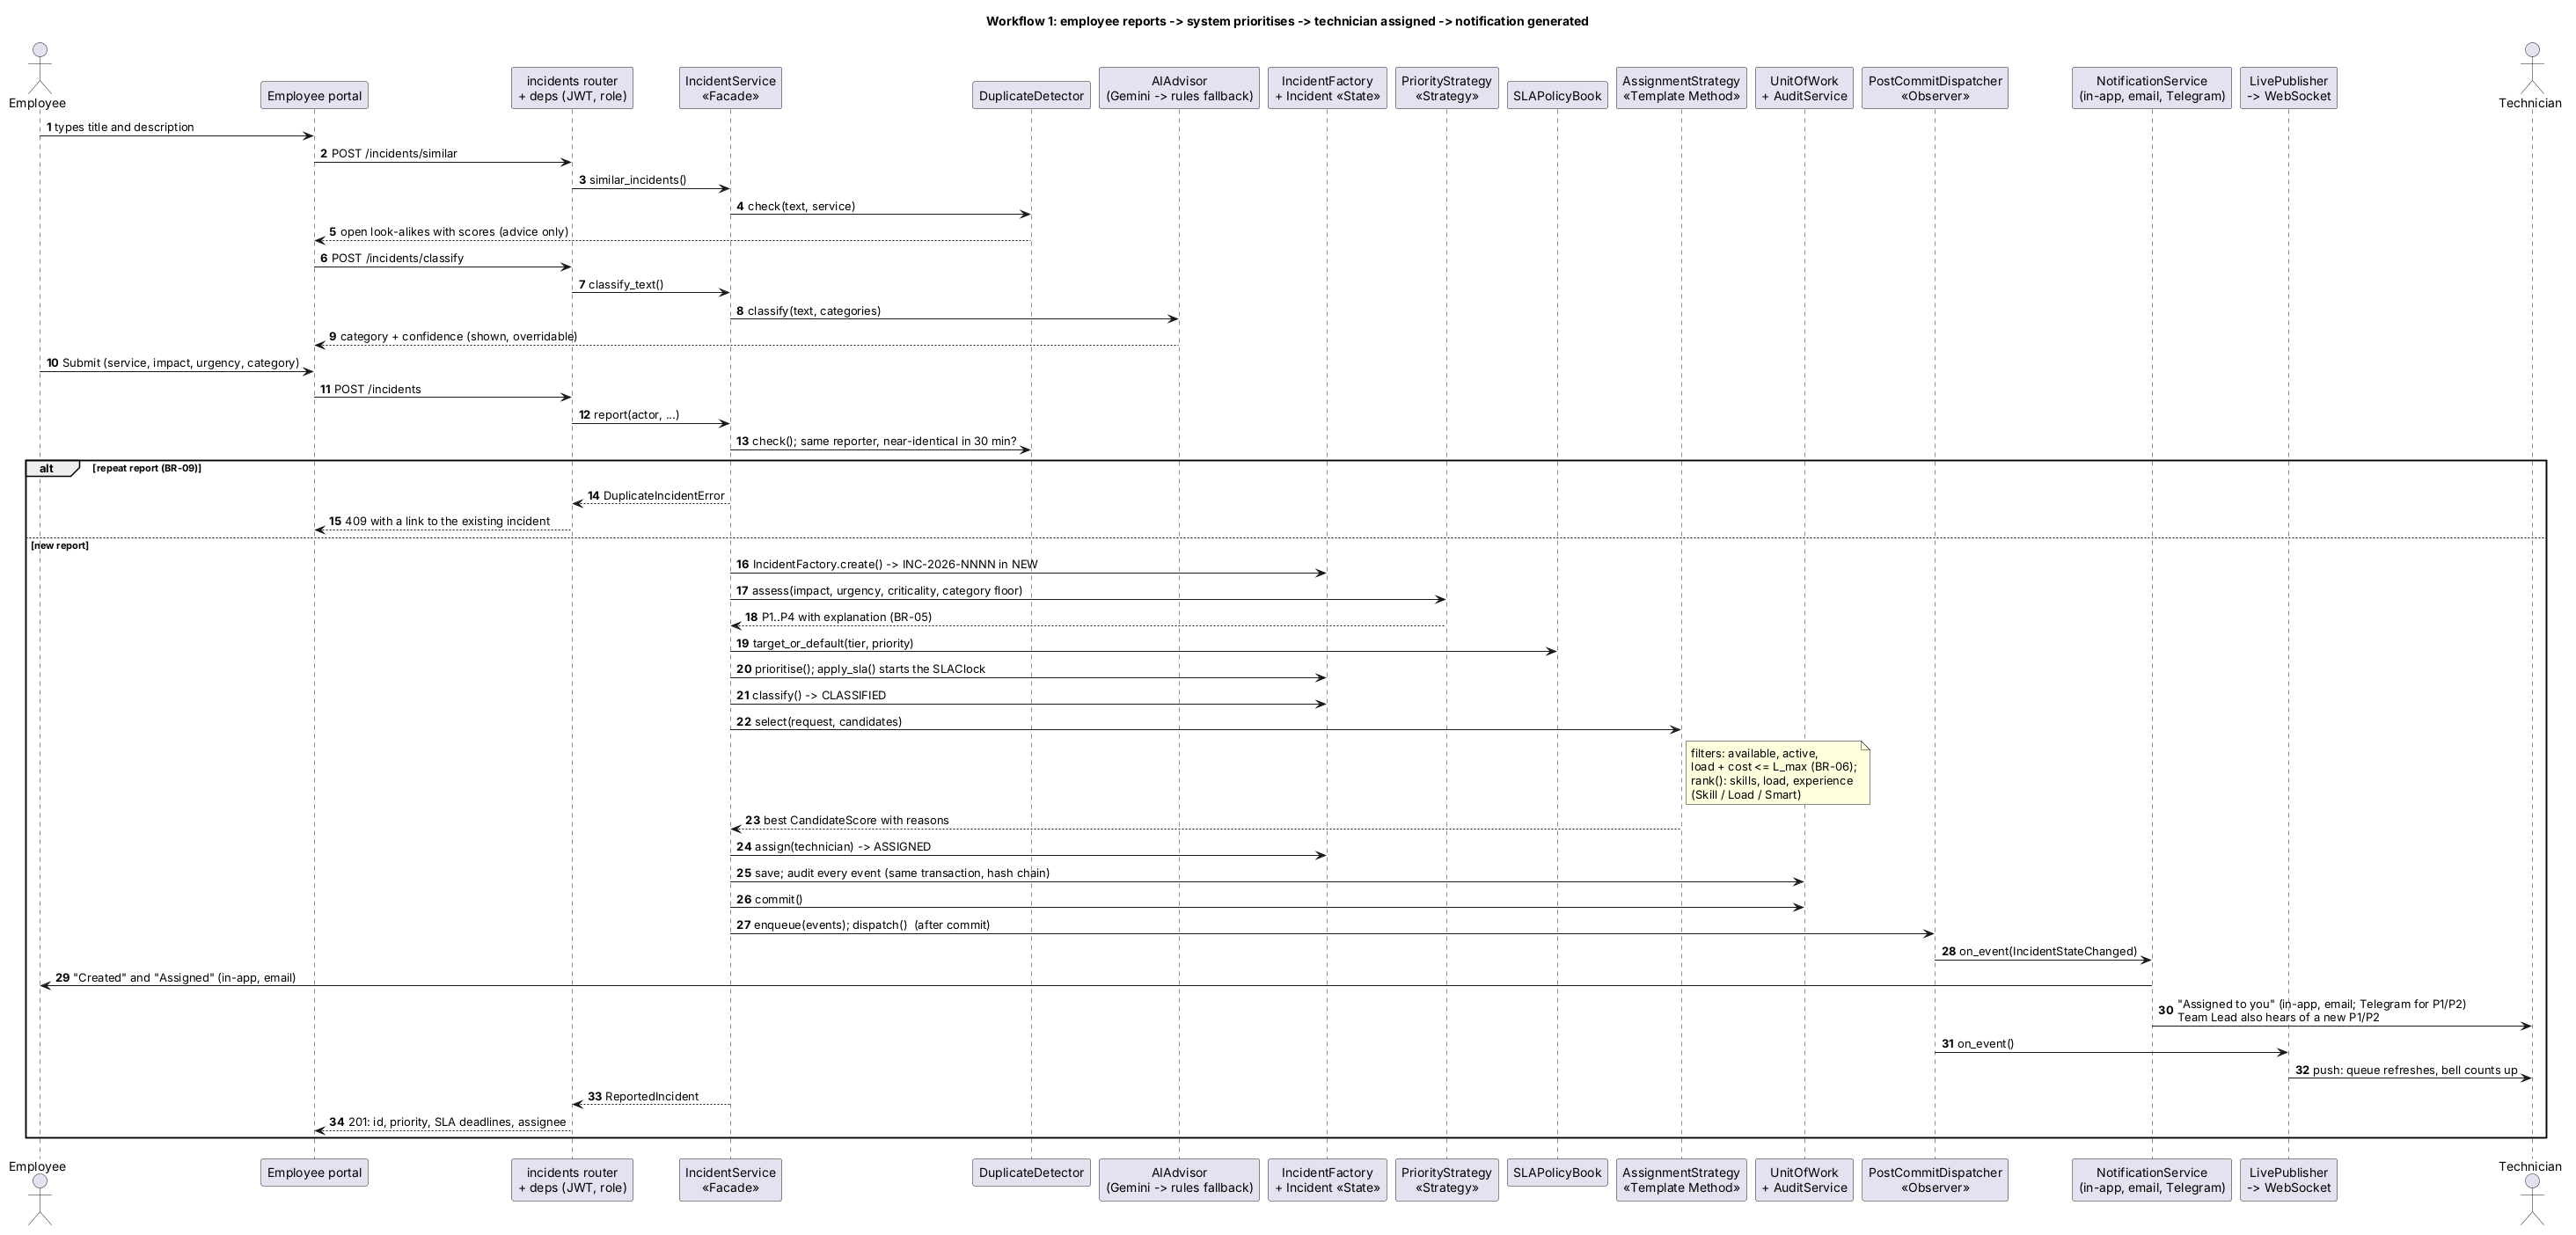 Workflow 1: employee reports -> system prioritises -> technician assigned -> notification generated
Employee
Employee portal
incidents router
+ deps (JWT, role)
IncidentService
«Facade»
DuplicateDetector
AIAdvisor
(Gemini -> rules fallback)
IncidentFactory
+ Incident «State»
PriorityStrategy
«Strategy»
SLAPolicyBook
AssignmentStrategy
«Template Method»
UnitOfWork
+ AuditService
PostCommitDispatcher
«Observer»
NotificationService
(in-app, email, Telegram)
LivePublisher
-> WebSocket
Technician
1 types title and description
2 POST /incidents/similar
3 similar_incidents()
4 check(text, service)
5 open look-alikes with scores (advice only)
6 POST /incidents/classify
7 classify_text()
8 classify(text, categories)
9 category + confidence (shown, overridable)
10 Submit (service, impact, urgency, category)
11 POST /incidents
12 report(actor, ...)
13 check(); same reporter, near-identical in 30 min?
alt [repeat report (BR-09)]
14 DuplicateIncidentError
15 409 with a link to the existing incident
[new report]
16 IncidentFactory.create() -> INC-2026-NNNN in NEW
17 assess(impact, urgency, criticality, category floor)
18 P1..P4 with explanation (BR-05)
19 target_or_default(tier, priority)
20 prioritise(); apply_sla() starts the SLAClock
21 classify() -> CLASSIFIED
22 select(request, candidates)
filters: available, active,
load + cost <= L_max (BR-06);
rank(): skills, load, experience
(Skill / Load / Smart)
23 best CandidateScore with reasons
24 assign(technician) -> ASSIGNED
25 save; audit every event (same transaction, hash chain)
26 commit()
27 enqueue(events); dispatch()  (after commit)
28 on_event(IncidentStateChanged)
29 "Created" and "Assigned" (in-app, email)
30 "Assigned to you" (in-app, email; Telegram for P1/P2)
Team Lead also hears of a new P1/P2
31 on_event()
32 push: queue refreshes, bell counts up
33 ReportedIncident
34 201: id, priority, SLA deadlines, assignee
Employee
Employee portal
incidents router
+ deps (JWT, role)
IncidentService
«Facade»
DuplicateDetector
AIAdvisor
(Gemini -> rules fallback)
IncidentFactory
+ Incident «State»
PriorityStrategy
«Strategy»
SLAPolicyBook
AssignmentStrategy
«Template Method»
UnitOfWork
+ AuditService
PostCommitDispatcher
«Observer»
NotificationService
(in-app, email, Telegram)
LivePublisher
-> WebSocket
Technician